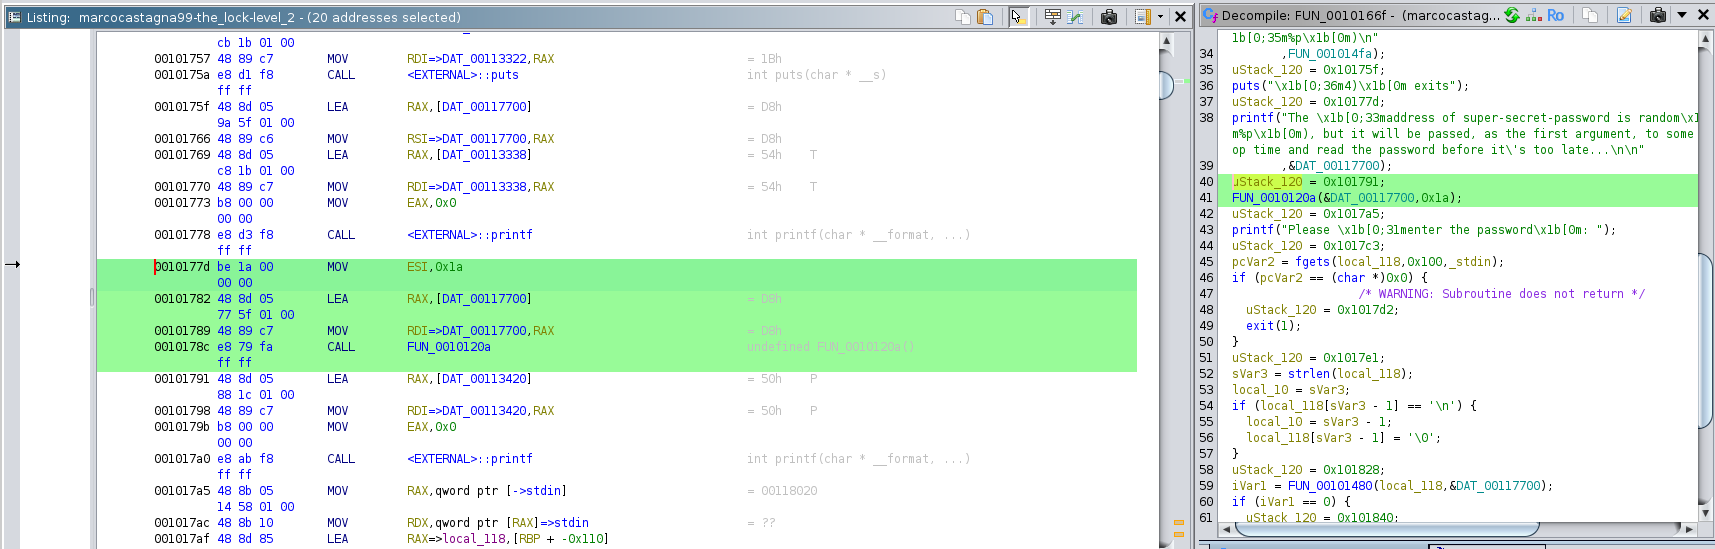 Listing: marcocastagna99-the_lock-level_2 - (20 addresses selected)
cb 1b 01 00
00101757 48 89 c7 MOV RDI=>DAT_00113322,RAX = 1Bh
0010175a e8 d1 f8 CALL <EXTERNAL>::puts int puts(char * __s)
ff ff
0010175f 48 8d 05 LEA RAX,[DAT_00117700] = D8h
9a 5f 01 00
00101766 48 89 c6 MOV RSI=>DAT_00117700,RAX = D8h
00101769 48 8d 05 LEA RAX,[DAT_00113338] = 54h T
c8 1b 01 00
00101770 48 89 c7 MOV RDI=>DAT_00113338,RAX = 54h T
00101773 b8 00 00 MOV EAX,0x0
00 00
00101778 e8 d3 f8 CALL <EXTERNAL>::printf int printf(char * __format, ...)
ff ff
0010177d be 1a 00 MOV ESI,0x1a
00 00
00101782 48 8d 05 LEA RAX,[DAT_00117700] = D8h
77 5f 01 00
00101789 48 89 c7 MOV RDI=>DAT_00117700,RAX = D8h
0010178c e8 79 fa CALL FUN_0010120a undefined FUN_0010120a()
ff ff
00101791 48 8d 05 LEA RAX,[DAT_00113420] = 50h P
88 1c 01 00
00101798 48 89 c7 MOV RDI=>DAT_00113420,RAX = 50h P
0010179b b8 00 00 MOV EAX,0x0
00 00
001017a0 e8 ab f8 CALL <EXTERNAL>::printf int printf(char * __format, ...)
ff ff
001017a5 48 8b 05 MOV RAX,qword ptr [->stdin] = 00118020
14 58 01 00
001017ac 48 8b 10 MOV RDX,qword ptr [RAX]=>stdin = ??
001017af 48 8d 85 LEA RAX=>local_118,[RBP + -0x110]
Decompile: FUN_0010166f - (marcocastag...
Ro
1b[0;35m%p\x1b[0m)\n"
34 ,FUN_001014fa);
35 uStack_120 = 0x10175f;
36 puts("\x1b[0;36m4)\x1b[0m exits");
37 uStack_120 = 0x10177d;
38 printf("The \x1b[0;33maddress of super-secret-password is random\x1
m%p\x1b[0m), but it will be passed, as the first argument, to some
op time and read the password before it\'s too late...\n\n"
39 ,&DAT_00117700);
40 uStack_120 = 0x101791;
41 FUN_0010120a(&DAT_00117700,0x1a);
42 uStack_120 = 0x1017a5;
43 printf("Please \x1b[0;31menter the password\x1b[0m: ");
44 uStack_120 = 0x1017c3;
45 pcVar2 = fgets(local_118,0x100,_stdin);
46 if (pcVar2 == (char *)0x0) {
47 /* WARNING: Subroutine does not return */
48 uStack_120 = 0x1017d2;
49 exit(1);
50 }
51 uStack_120 = 0x1017e1;
52 sVar3 = strlen(local_118);
53 local_10 = sVar3;
54 if (local_118[sVar3 - 1] == '\n') {
55 local_10 = sVar3 - 1;
56 local_118[sVar3 - 1] = '\0';
57 }
58 uStack_120 = 0x101828;
59 iVar1 = FUN_00101480(local_118,&DAT_00117700);
60 if (iVar1 == 0) {
61 uStack_120 = 0x101840;